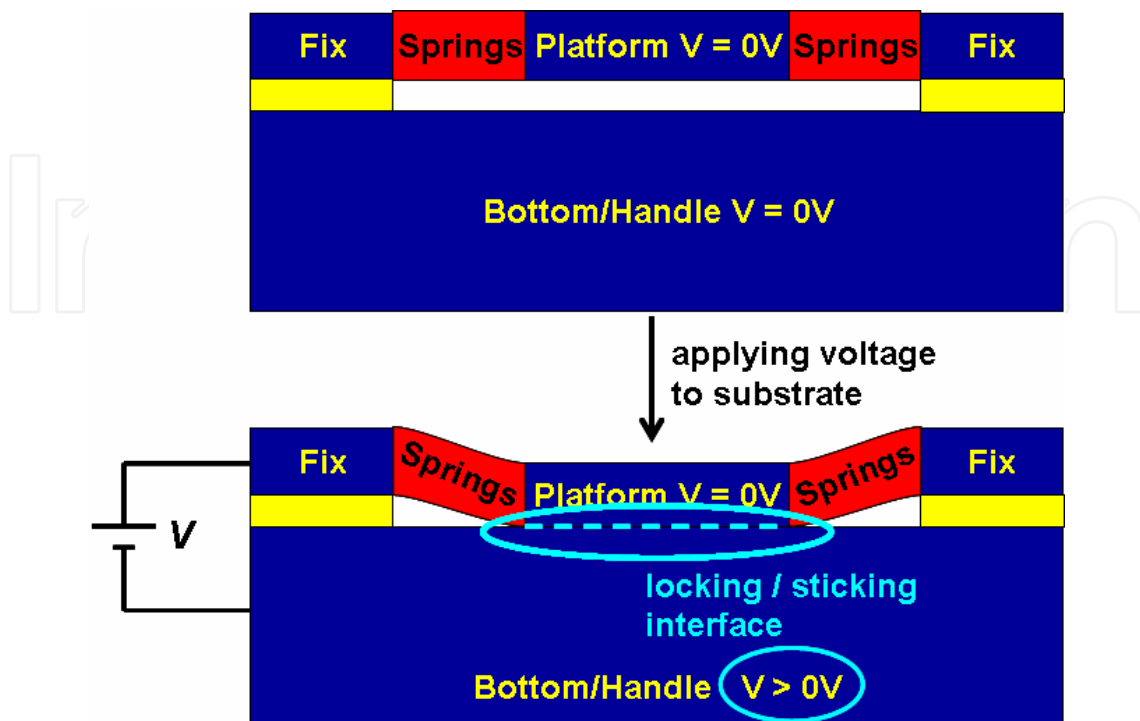 Fix Springs Platform V = 0V Springs Fix
Bottom/Handle V = 0V
applying voltage
to substrate
Fix Springs Platform V = 0V Springs Fix
V
locking / sticking
interface
Bottom/Handle V > 0V